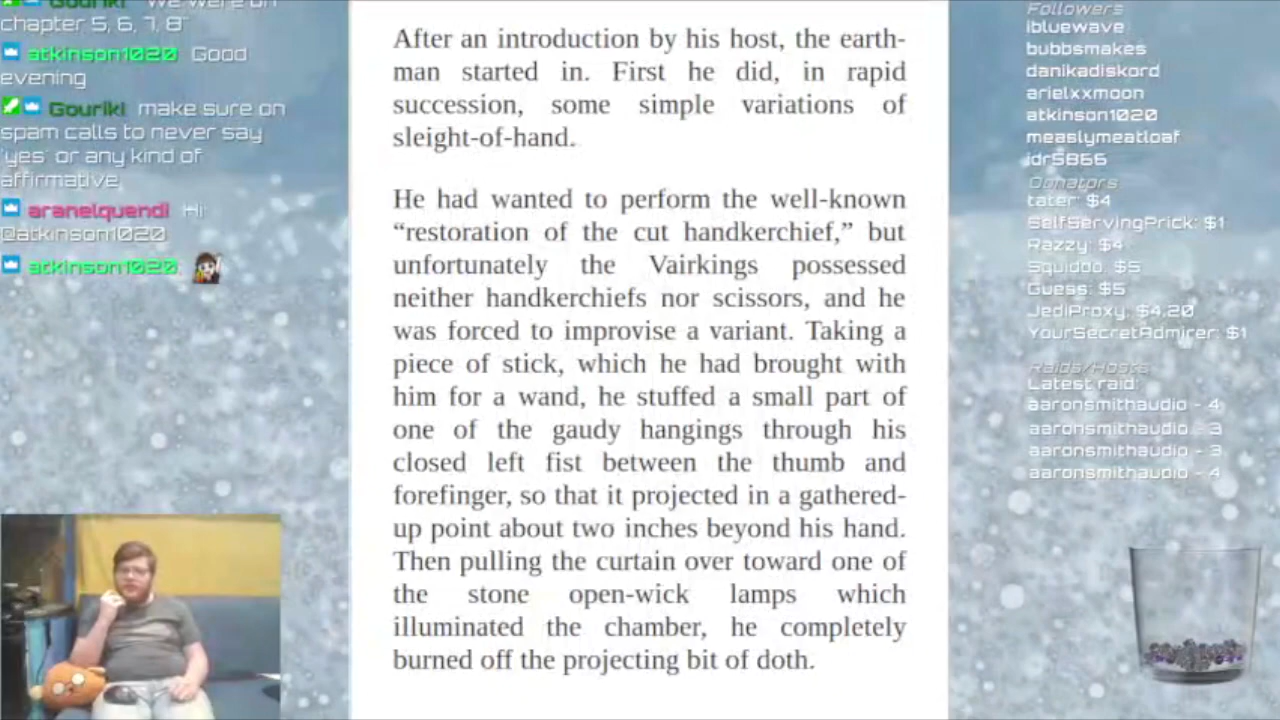 Gouriki We were on
chapter 5, 6, 7, 8"
atkinson1020 Good
evening
Gouriki make sure on
spam calls to never say
'yes' or any kind of
affirmative
aranelquendi Hi
@atkinson1020
atkinson1020
After an introduction by his host, the earth-
man started in. First he did, in rapid
succession, some simple variations of
sleight-of-hand.
He had wanted to perform the well-known
“restoration of the cut handkerchief,” but
unfortunately the Vairkings possessed
neither handkerchiefs nor scissors, and he
was forced to improvise a variant. Taking a
piece of stick, which he had brought with
him for a wand, he stuffed a small part of
one of the gaudy hangings through his
closed left fist between the thumb and
forefinger, so that it projected in a gathered-
up point about two inches beyond his hand.
Then pulling the curtain over toward one of
the stone open-wick lamps which
illuminated the chamber, he completely
burned off the projecting bit of doth.
Followers
ibluewave
bubbsmakes
danikadiskord
arielxxmoon
atkinson1020
measlymeatloaf
idr5866
Donators
tater: $4
SelfServingPrick: $1
Razzy: $4
Squidoo: $5
Guess: $5
JediProxy: $4.20
YourSecretAdmirer: $1
Raids/Hosts
Latest raid:
aaronsmithaudio - 4
aaronsmithaudio - 3
aaronsmithaudio - 3
aaronsmithaudio - 4